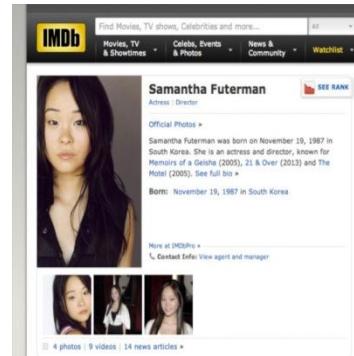 IMDb
Find Movies, TV shows, Celebrities and more...
All
Movies, TV
& Showtimes
Celebs, Events
& Photos
News &
Community
Watchlist
Samantha Futerman
SEE RANK
Actress | Director
Official Photos »
Samantha Futerman was born on November 19, 1987 in
South Korea. She is an actress and director, known for
Memoirs of a Geisha (2005), 21 & Over (2013) and The
Motel (2005). See full bio »
Born: November 19, 1987 in South Korea
More at IMDbPro »
Contact Info: View agent and manager
4 photos | 9 videos | 14 news articles »